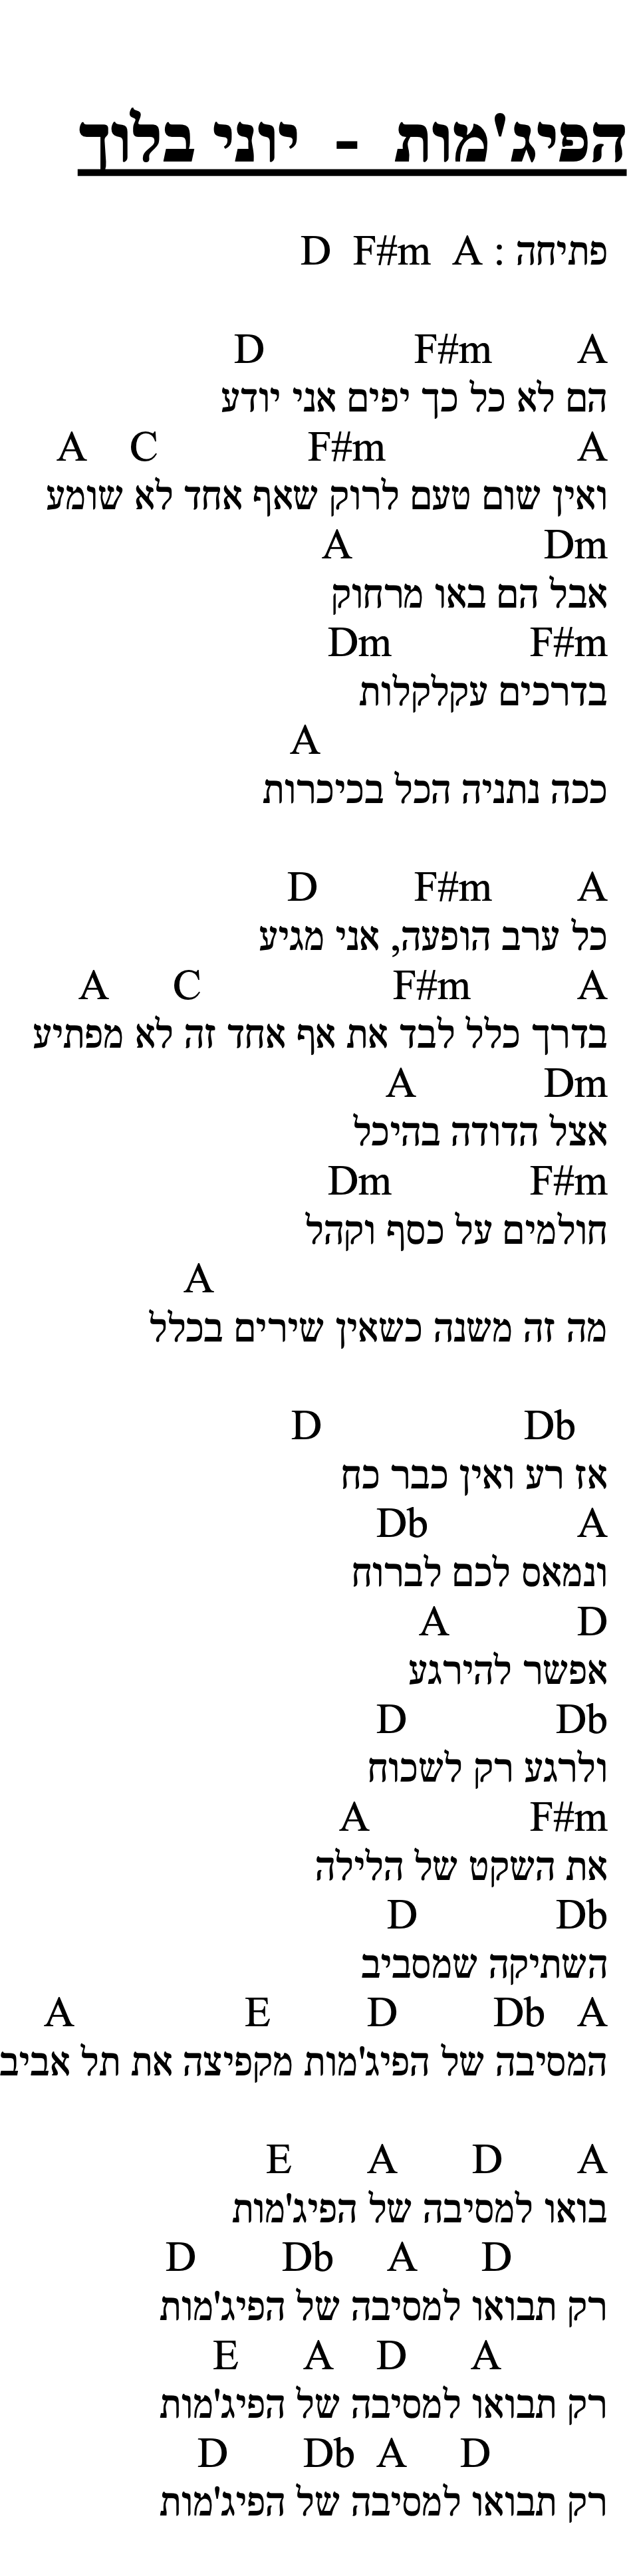 הפיג'מות - יוני בלוך
פתיחה : A F#m D
A F#m D
הם לא כל כך יפים אני יודע
A F#m C A
ואין שום טעם לרוק שאף אחד לא שומע
Dm A
אבל הם באו מרחוק
F#m Dm
בדרכים עקלקלות
A
ככה נתניה הכל בכיכרות
A F#m D
כל ערב הופעה, אני מגיע
A F#m C A
בדרך כלל לבד את אף אחד זה לא מפתיע
Dm A
אצל הדודה בהיכל
F#m Dm
חולמים על כסף וקהל
A
מה זה משנה כשאין שירים בכלל
Db D
אז רע ואין כבר כח
A Db
ונמאס לכם לברוח
D A
אפשר להירגע
Db D
ולרגע רק לשכוח
F#m A
את השקט של הלילה
Db D
השתיקה שמסביב
A Db D E A
המסיבה של הפיג'מות מקפיצה את תל אביב
A D A E
בואו למסיבה של הפיג'מות
D A Db D
רק תבואו למסיבה של הפיג'מות
A D A E
רק תבואו למסיבה של הפיג'מות
D A Db D
רק תבואו למסיבה של הפיג'מות